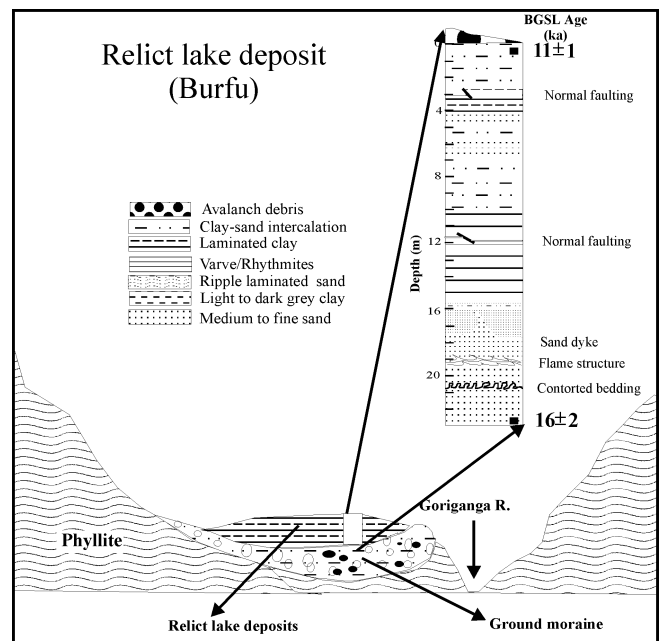 Relict lake deposit
(Burfu)
BGSL Age
(ka)
11±1
0
Normal faulting
4
8
Avalanch debris
Clay-sand intercalation
Laminated clay
Varve/Rhythmites
Ripple laminated sand
Light to dark grey clay
Medium to fine sand
Depth (m)
12
Normal faulting
16
Sand dyke
Flame structure
20
Contorted bedding
16±2
Goriganga R.
Phyllite
Relict lake deposits
Ground moraine